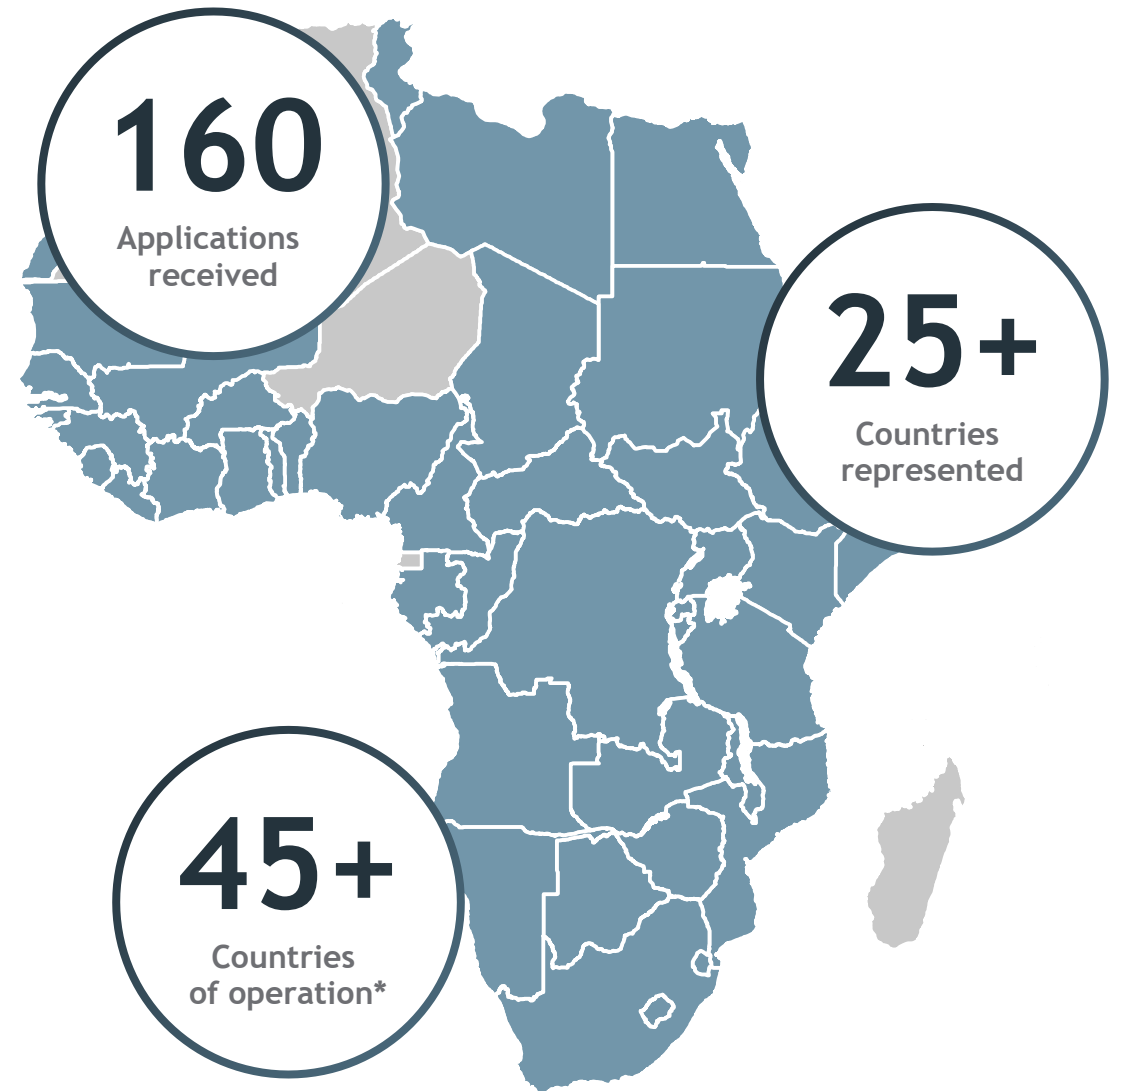 160
Applications
received
25+
Countries
represented
45+
Countries
of operation*